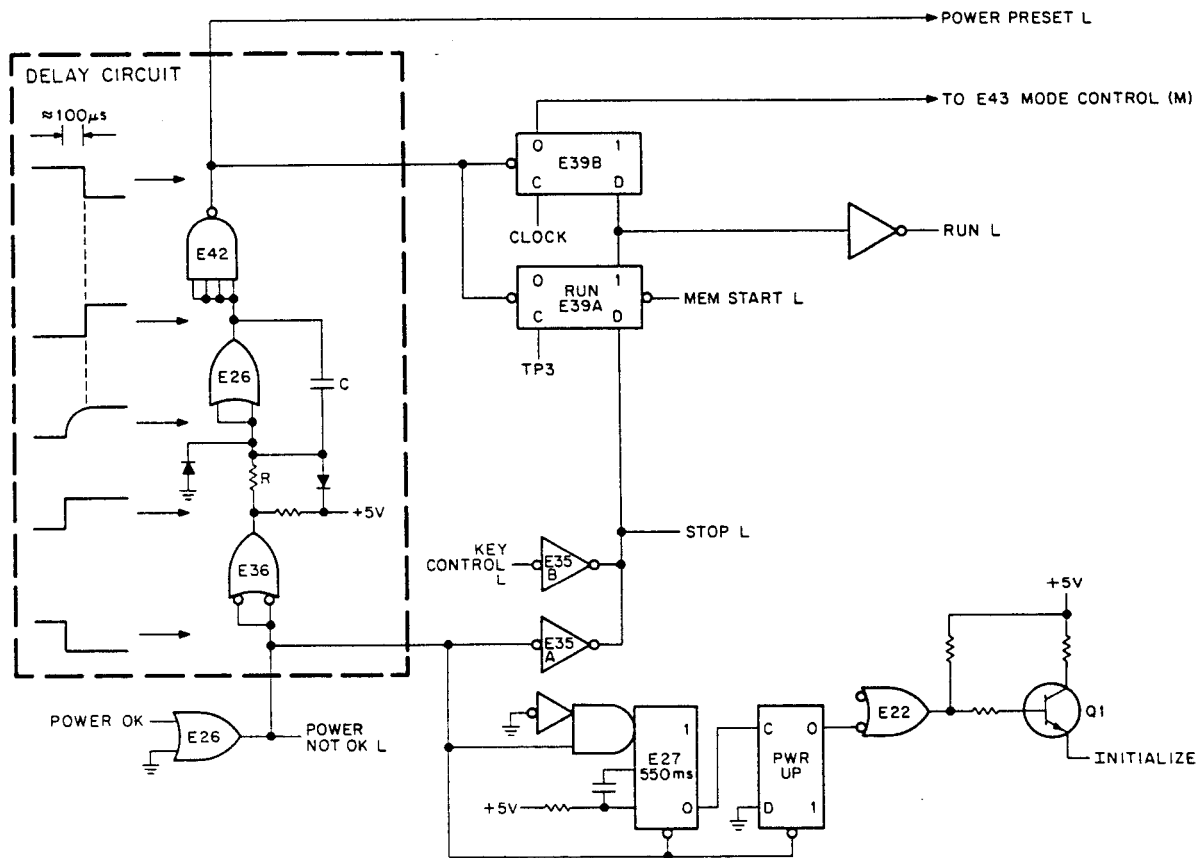 POWER PRESET L
DELAY CIRCUIT
≈100μs
TO E43 MODE CONTROL (M)
0 1
E39B
C D
CLOCK
RUN L
E42
0 1
RUN
E39A
C D
MEM START L
TP3
E26
C
R
+5V
STOP L
KEY
CONTROL
L
E35
B
E36
E35
A
+5V
POWER OK
E26
POWER
NOT OK L
1
E27
550ms
0
+5V
C 0
PWR
UP
D 1
E22
Q1
INITIALIZE